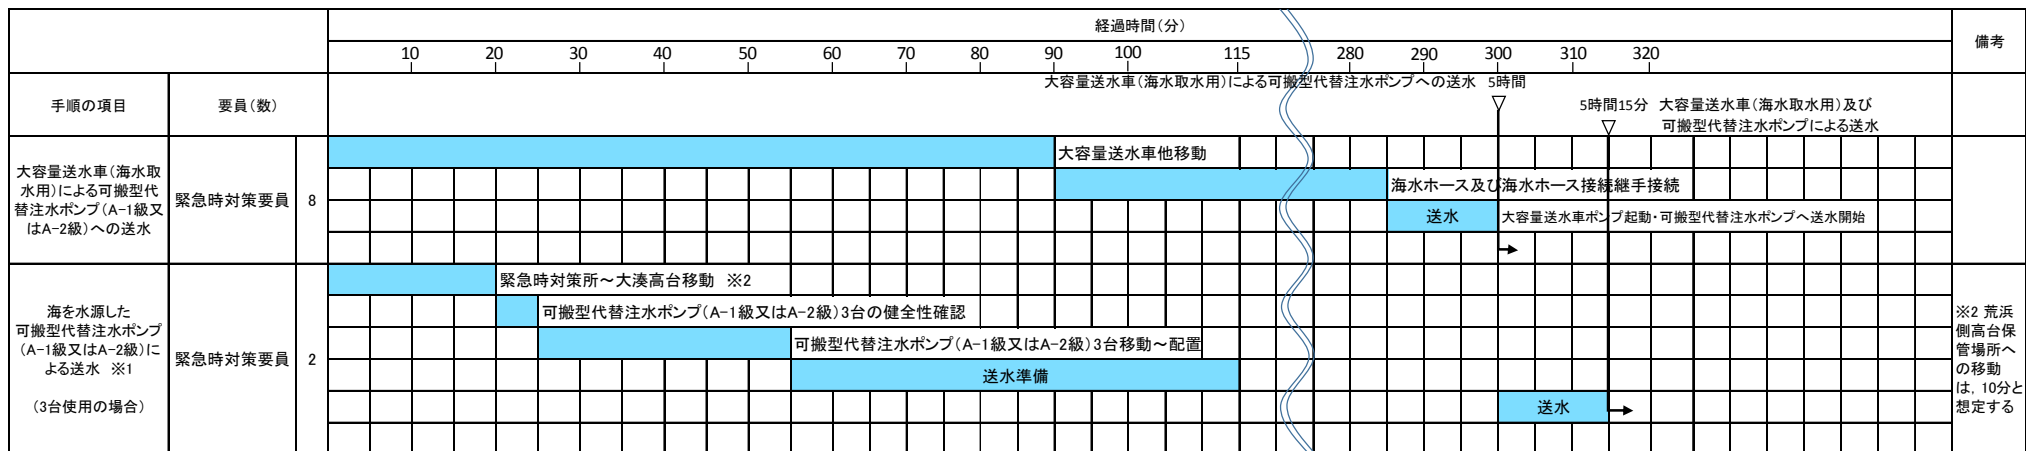 経過時間(分)
備考
10 20 30 40 50 60 70 80 90 100 115 280 290 300 310 320
手順の項目
要員(数)
大容量送水車(海水取水用)による可搬型代替注水ポンプへの送水 5時間
5時間15分 大容量送水車(海水取水用)及び
可搬型代替注水ポンプによる送水
大容量送水車(海水取
水用)による可搬型代
替注水ポンプ(A-1級又
はA-2級)への送水
緊急時対策要員
8
大容量送水車他移動
海水ホース及び海水ホース接続継手接続
送水
大容量送水車ポンプ起動・可搬型代替注水ポンプへ送水開始
海を水源した
可搬型代替注水ポンプ
(A-1級又はA-2級)に
よる送水 ※1
(3台使用の場合)
緊急時対策要員
2
緊急時対策所～大湊高台移動 ※2
可搬型代替注水ポンプ(A-1級又はA-2級)3台の健全性確認
可搬型代替注水ポンプ(A-1級又はA-2級)3台移動～配置
送水準備
送水
※2 荒浜
側高台保
管場所へ
の移動
は，10分と
想定する